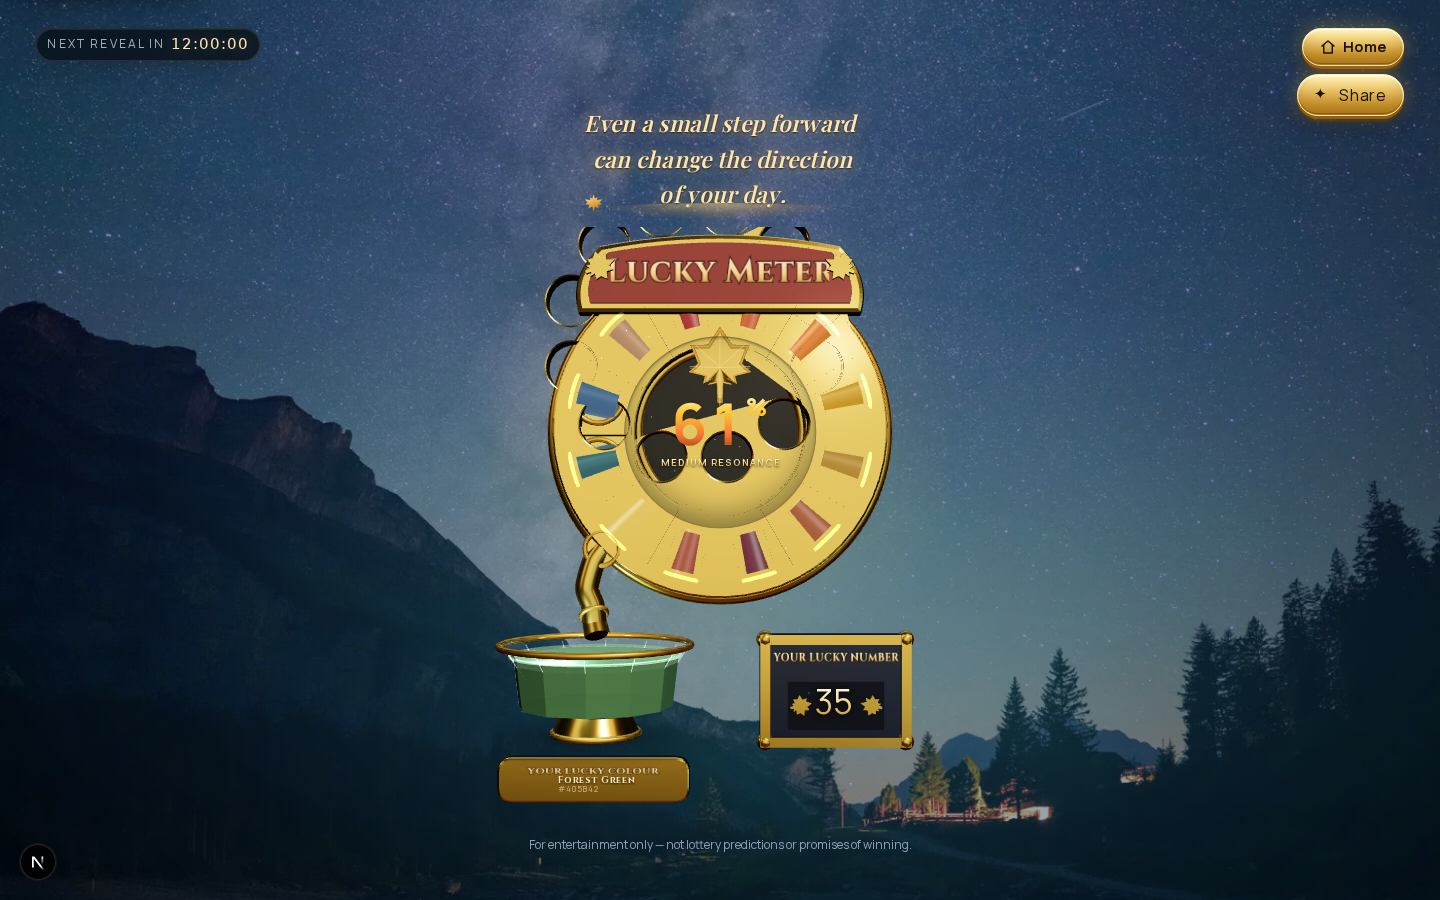 NEXT REVEAL IN 12:00:00
Home
Share
Even a small step forward
can change the direction
of your day.
LUCKY METER
61%
MEDIUM RESONANCE
YOUR LUCKY NUMBER
35
YOUR LUCKY COLOUR
FOREST GREEN
#405B42
For entertainment only — not lottery predictions or promises of winning.
N